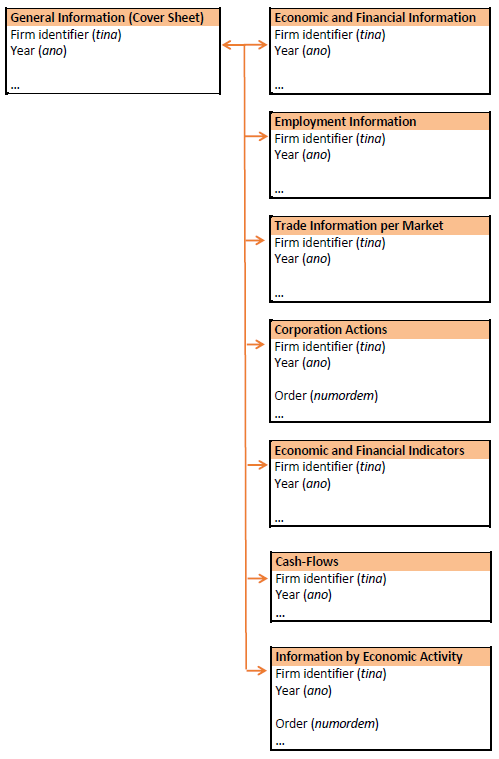 General Information (Cover Sheet)
Firm identifier (tina)
Year (ano)
...
Economic and Financial Information
Firm identifier (tina)
Year (ano)
...
Employment Information
Firm identifier (tina)
Year (ano)
...
Trade Information per Market
Firm identifier (tina)
Year (ano)
...
Corporation Actions
Firm identifier (tina)
Year (ano)
Order (numordem)
...
Economic and Financial Indicators
Firm identifier (tina)
Year (ano)
...
Cash-Flows
Firm identifier (tina)
Year (ano)
...
Information by Economic Activity
Firm identifier (tina)
Year (ano)
Order (numordem)
...